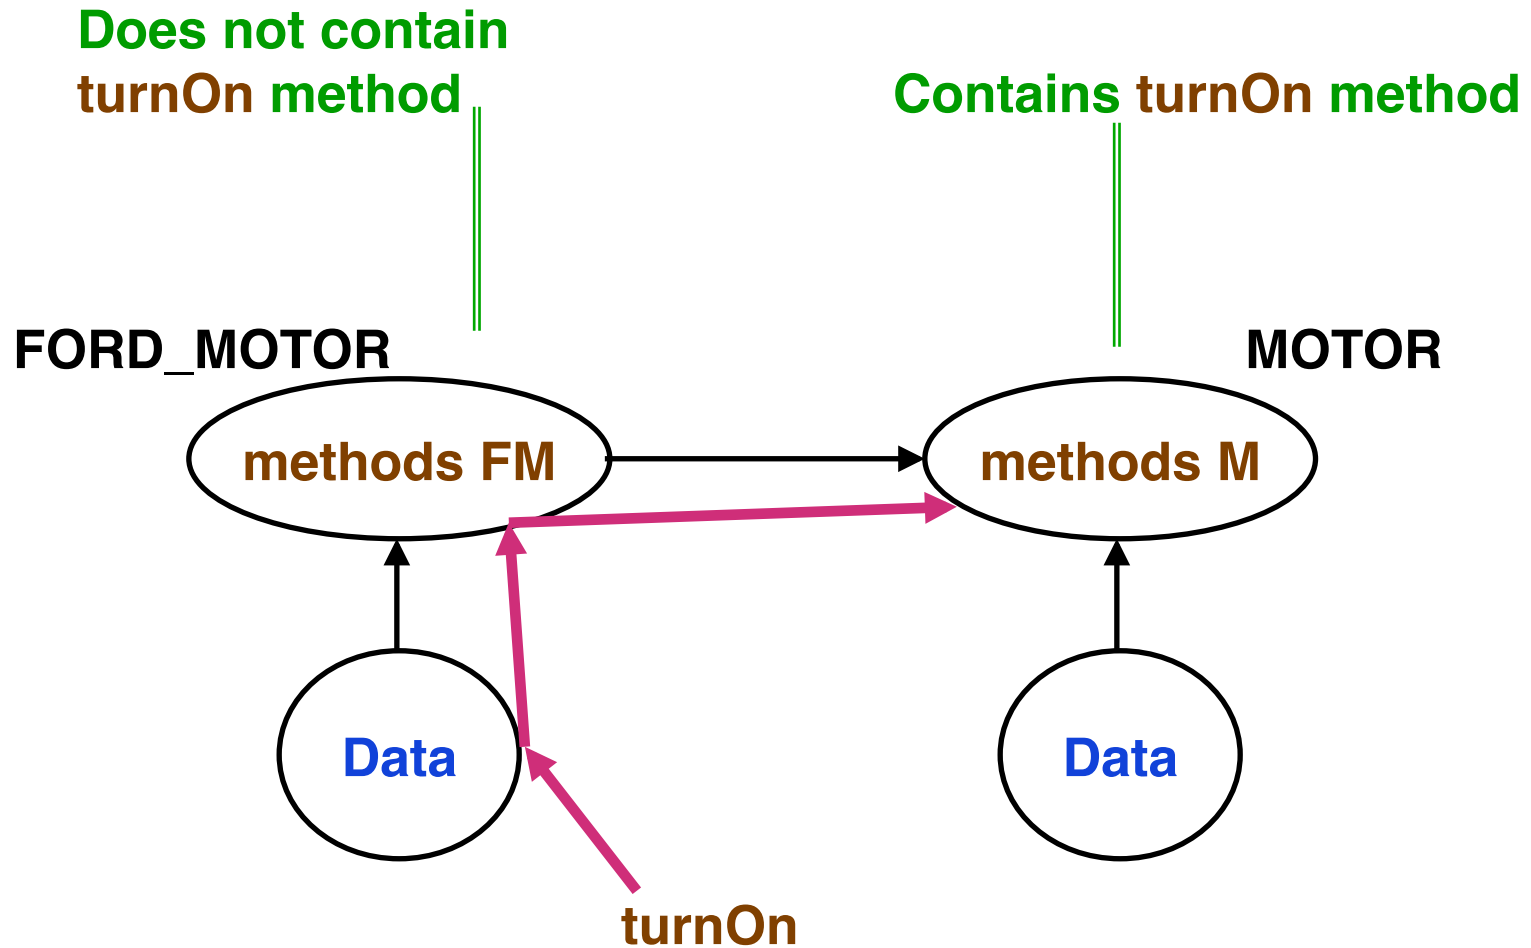 Does not contain
turnOn method
Contains turnOn method
FORD_MOTOR
MOTOR
methods FM
methods M
Data
Data
turnOn